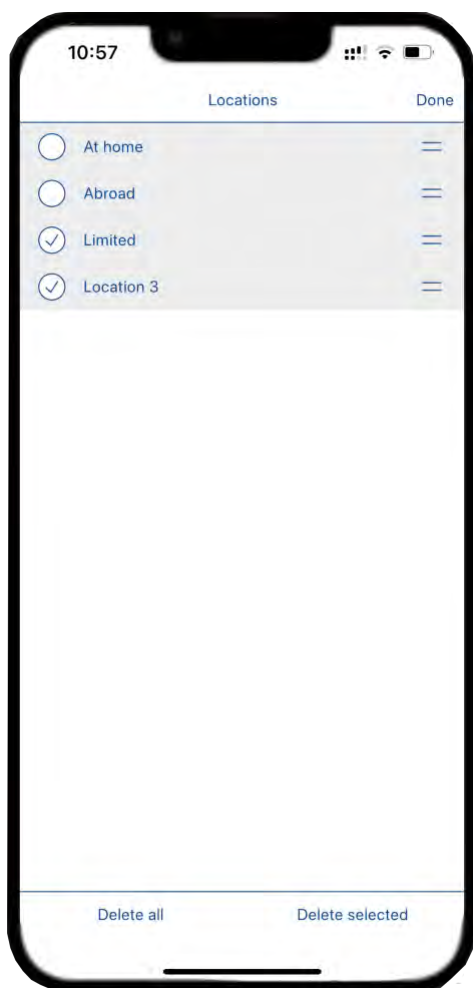 10:57
Locations Done
At home
Abroad
Limited
Location 3
Delete all Delete selected